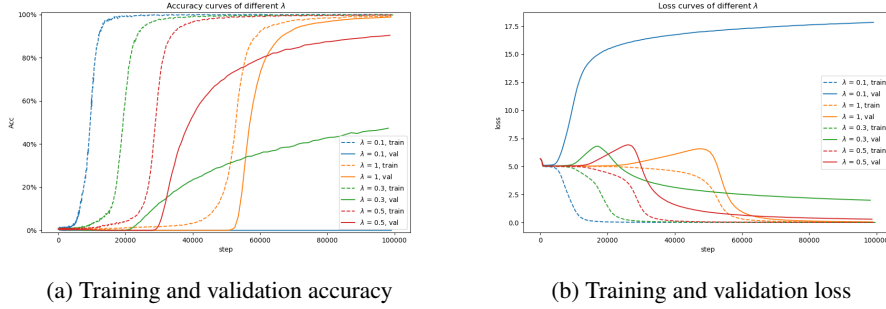 Accuracy curves of different λ
100%
80%
60%
40%
20%
0%
Acc
0
20000
40000
60000
80000
100000
step
λ = 0.1, train
λ = 0.1, val
λ = 1, train
λ = 1, val
λ = 0.3, train
λ = 0.3, val
λ = 0.5, train
λ = 0.5, val
(a) Training and validation accuracy
Loss curves of different λ
17.5
15.0
12.5
10.0
7.5
5.0
2.5
0.0
loss
0
20000
40000
60000
80000
100000
step
λ = 0.1, train
λ = 0.1, val
λ = 1, train
λ = 1, val
λ = 0.3, train
λ = 0.3, val
λ = 0.5, train
λ = 0.5, val
(b) Training and validation loss